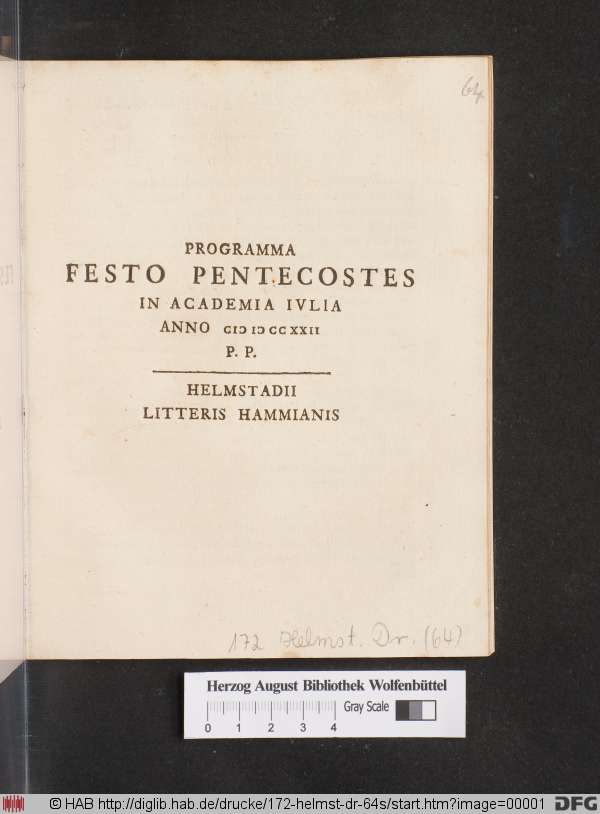 64
PROGRAMMA
FESTO PENTECOSTES
IN ACADEMIA IVLIA
ANNO CIↃ IↃ CC XXII
P. P.
HELMSTADII
LITTERIS HAMMIANIS
172 Helmst. Dr. (64)
Herzog August Bibliothek Wolfenbüttel
Gray Scale
0 1 2 3 4
© HAB http://diglib.hab.de/drucke/172-helmst-dr-64s/start.htm?image=00001
DFG